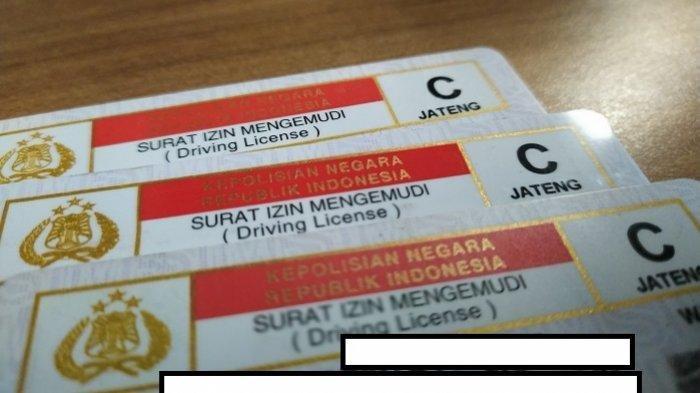 KEPOLISIAN NEGARA
REPUBLIK INDONESIA
SURAT IZIN MENGEMUDI
( Driving License )
C
JATENG
KEPOLISIAN NEGARA
REPUBLIK INDONESIA
SURAT IZIN MENGEMUDI
( Driving License )
C
JATENG
KEPOLISIAN NEGARA
REPUBLIK INDONESIA
SURAT IZIN MENGEMUDI
( Driving License )
C
JATENG